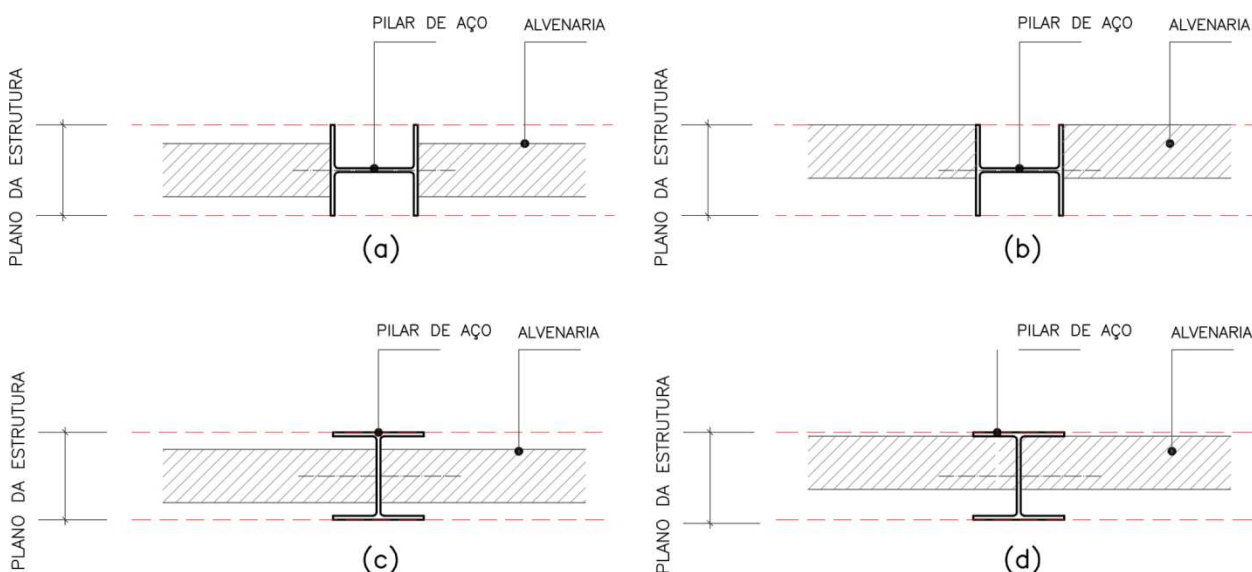 PILAR DE AÇO
ALVENARIA
PLANO DA ESTRUTURA
(a)
PILAR DE AÇO
ALVENARIA
PLANO DA ESTRUTURA
(b)
PILAR DE AÇO
ALVENARIA
PLANO DA ESTRUTURA
(c)
PILAR DE AÇO
ALVENARIA
PLANO DA ESTRUTURA
(d)